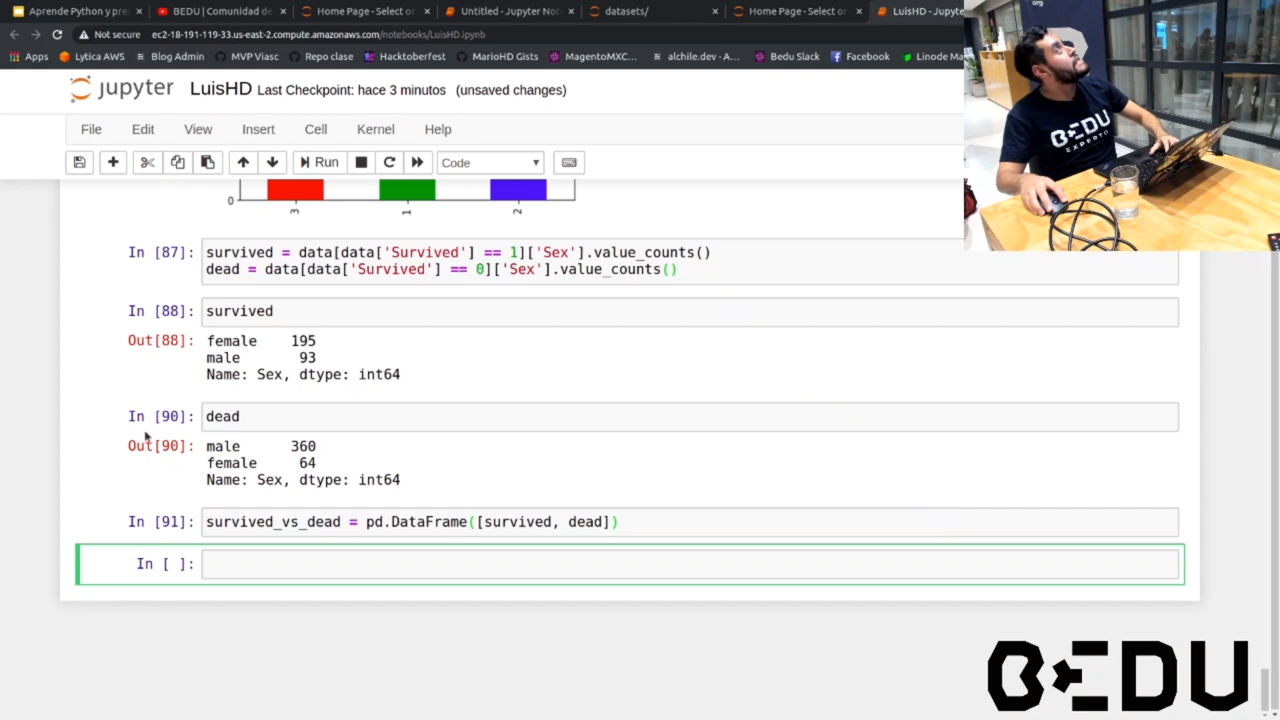 Aprende Python y pre
BEDU | Comunidad de
Home Page - Select or
Untitled - Jupyter Not
datasets/
Home Page - Select or
LuisHD - Jupyte
Not secure
ec2-18-191-119-33.us-east-2.compute.amazonaws.com/notebooks/LuisHD.ipynb
Apps
Lytica AWS
Blog Admin
MVP Viasc
Repo clase
Hacktoberfest
MarioHD Gists
MagentoMXC...
alchile.dev - A...
Bedu Slack
Facebook
Linode Ma
org
jupyter LuisHD Last Checkpoint: hace 3 minutos (unsaved changes)
File Edit View Insert Cell Kernel Help
Run
Code
BEDU
EXPERTO
0
3 1 2
In [87]: survived = data[data['Survived'] == 1]['Sex'].value_counts()
dead = data[data['Survived'] == 0]['Sex'].value_counts()
In [88]: survived
Out[88]: female 195
male 93
Name: Sex, dtype: int64
In [90]: dead
Out[90]: male 360
female 64
Name: Sex, dtype: int64
In [91]: survived_vs_dead = pd.DataFrame([survived, dead])
In [ ]:
BEDU